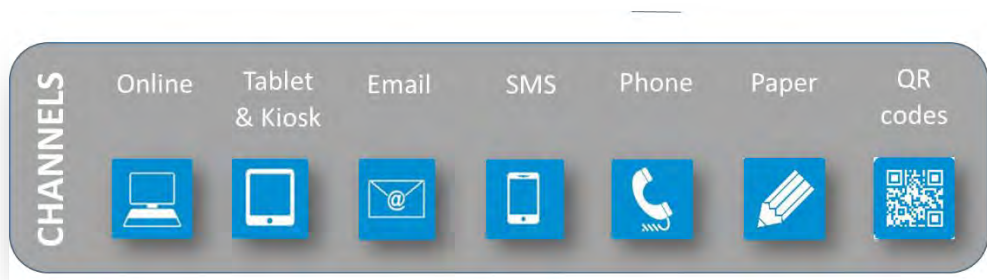 CHANNELS
Online
Tablet
& Kiosk
Email
SMS
Phone
Paper
QR
codes
@